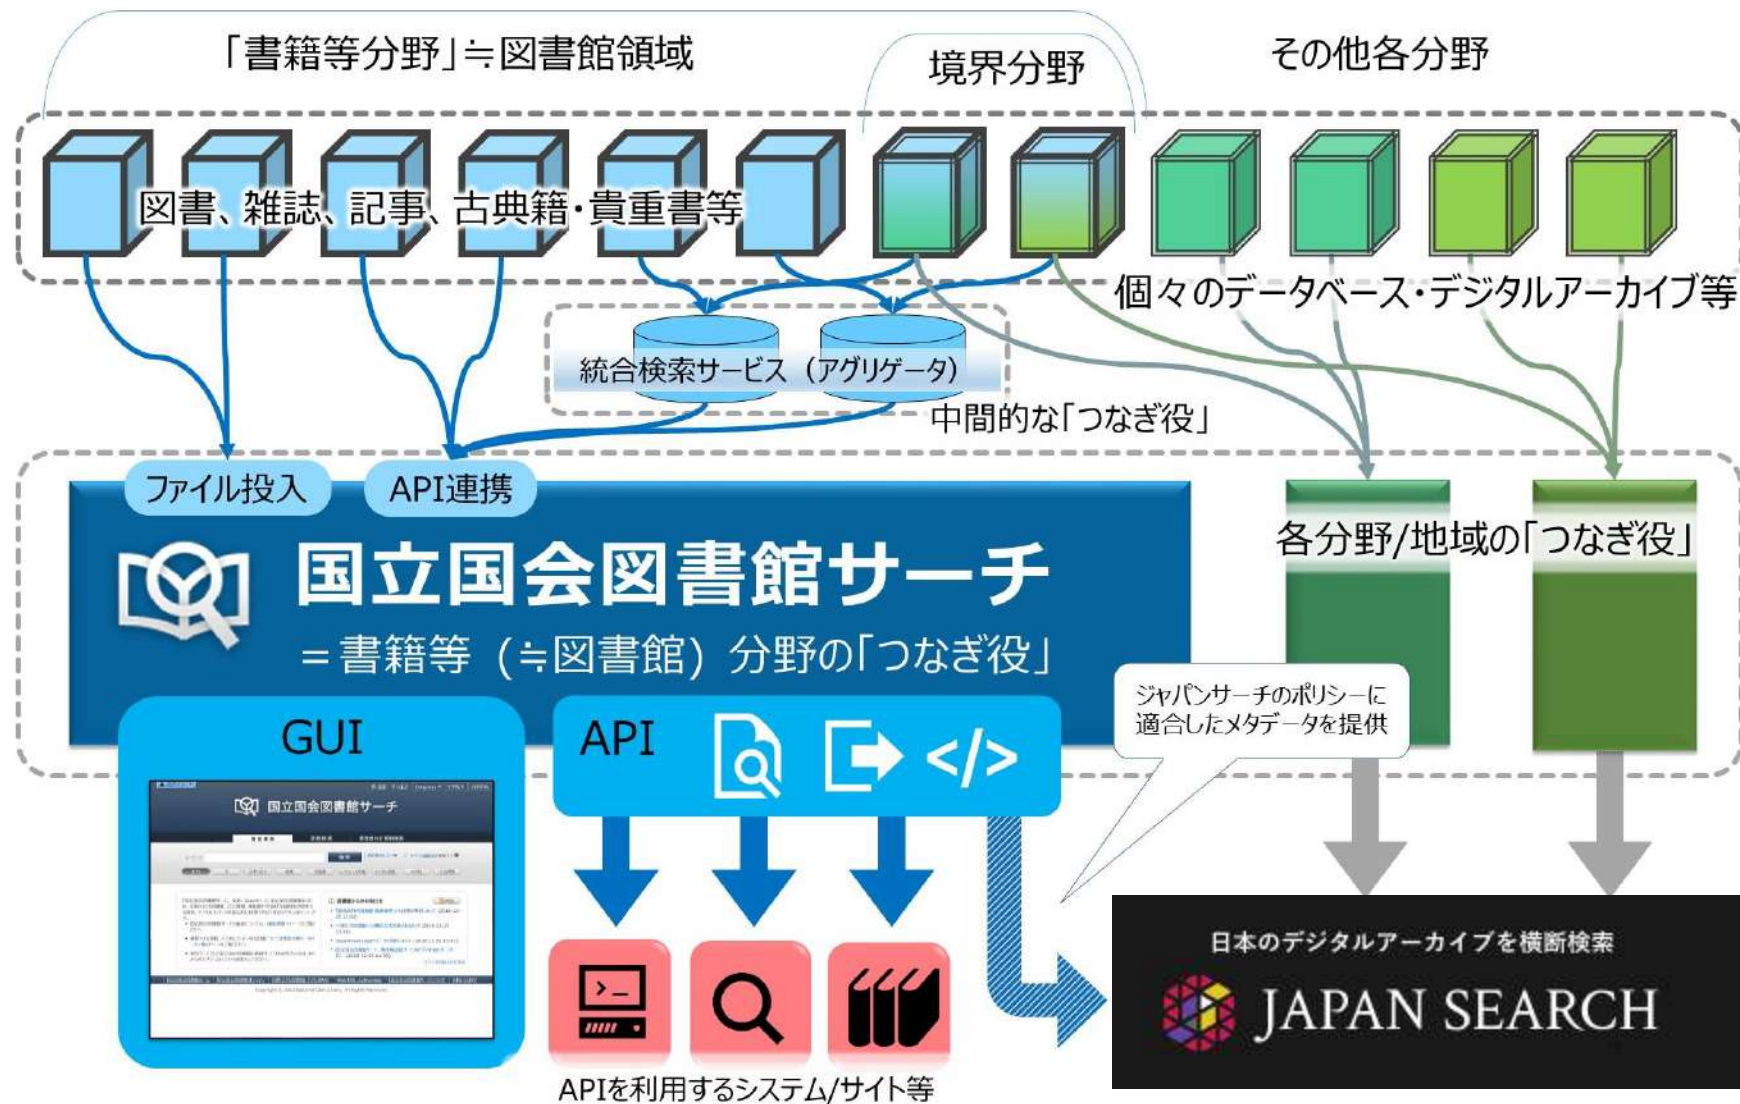 「書籍等分野」≒図書館領域
境界分野
その他各分野
図書、雑誌、記事、古典籍・貴重書等
個々のデータベース・デジタルアーカイブ等
統合検索サービス（アグリゲータ）
中間的な「つなぎ役」
ファイル投入
API連携
国立国会図書館サーチ
＝書籍等 (≒図書館) 分野の「つなぎ役」
各分野/地域の「つなぎ役」
ジャパンサーチのポリシーに
適合したメタデータを提供
GUI
API
</>
国立国会図書館サーチ
日本のデジタルアーカイブを横断検索
JAPAN SEARCH
APIを利用するシステム/サイト等